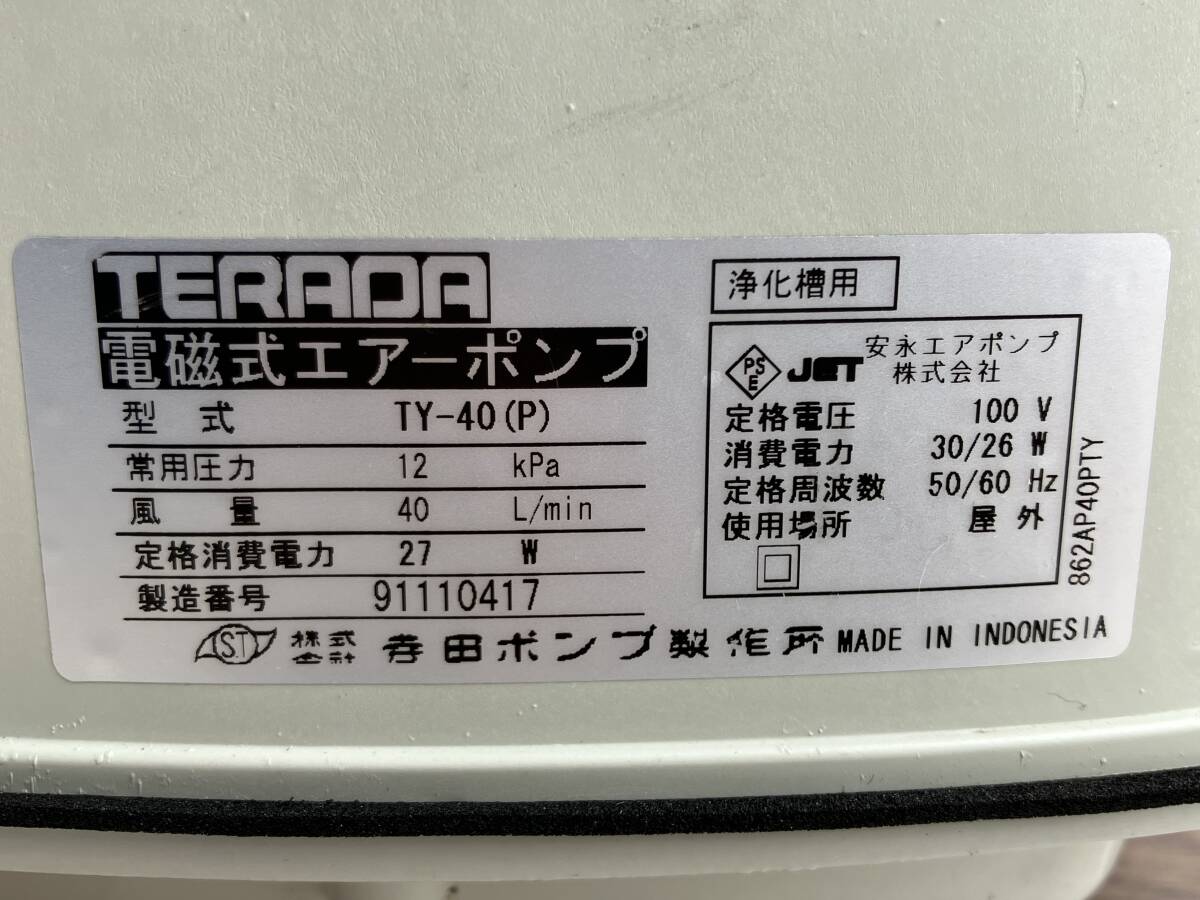 TERADA
電磁式エアーポンプ
型 式 TY-40(P)
常用圧力 12 kPa
風 量 40 L/min
定格消費電力 27 W
製造番号 91110417
浄化槽用
PSE JET 安永エアポンプ
株式会社
定格電圧 100 V
消費電力 30/26 W
定格周波数 50/60 Hz
使用場所 屋外
862AP40PTY
ST 株式会社 寺田ポンプ製作所 MADE IN INDONESIA